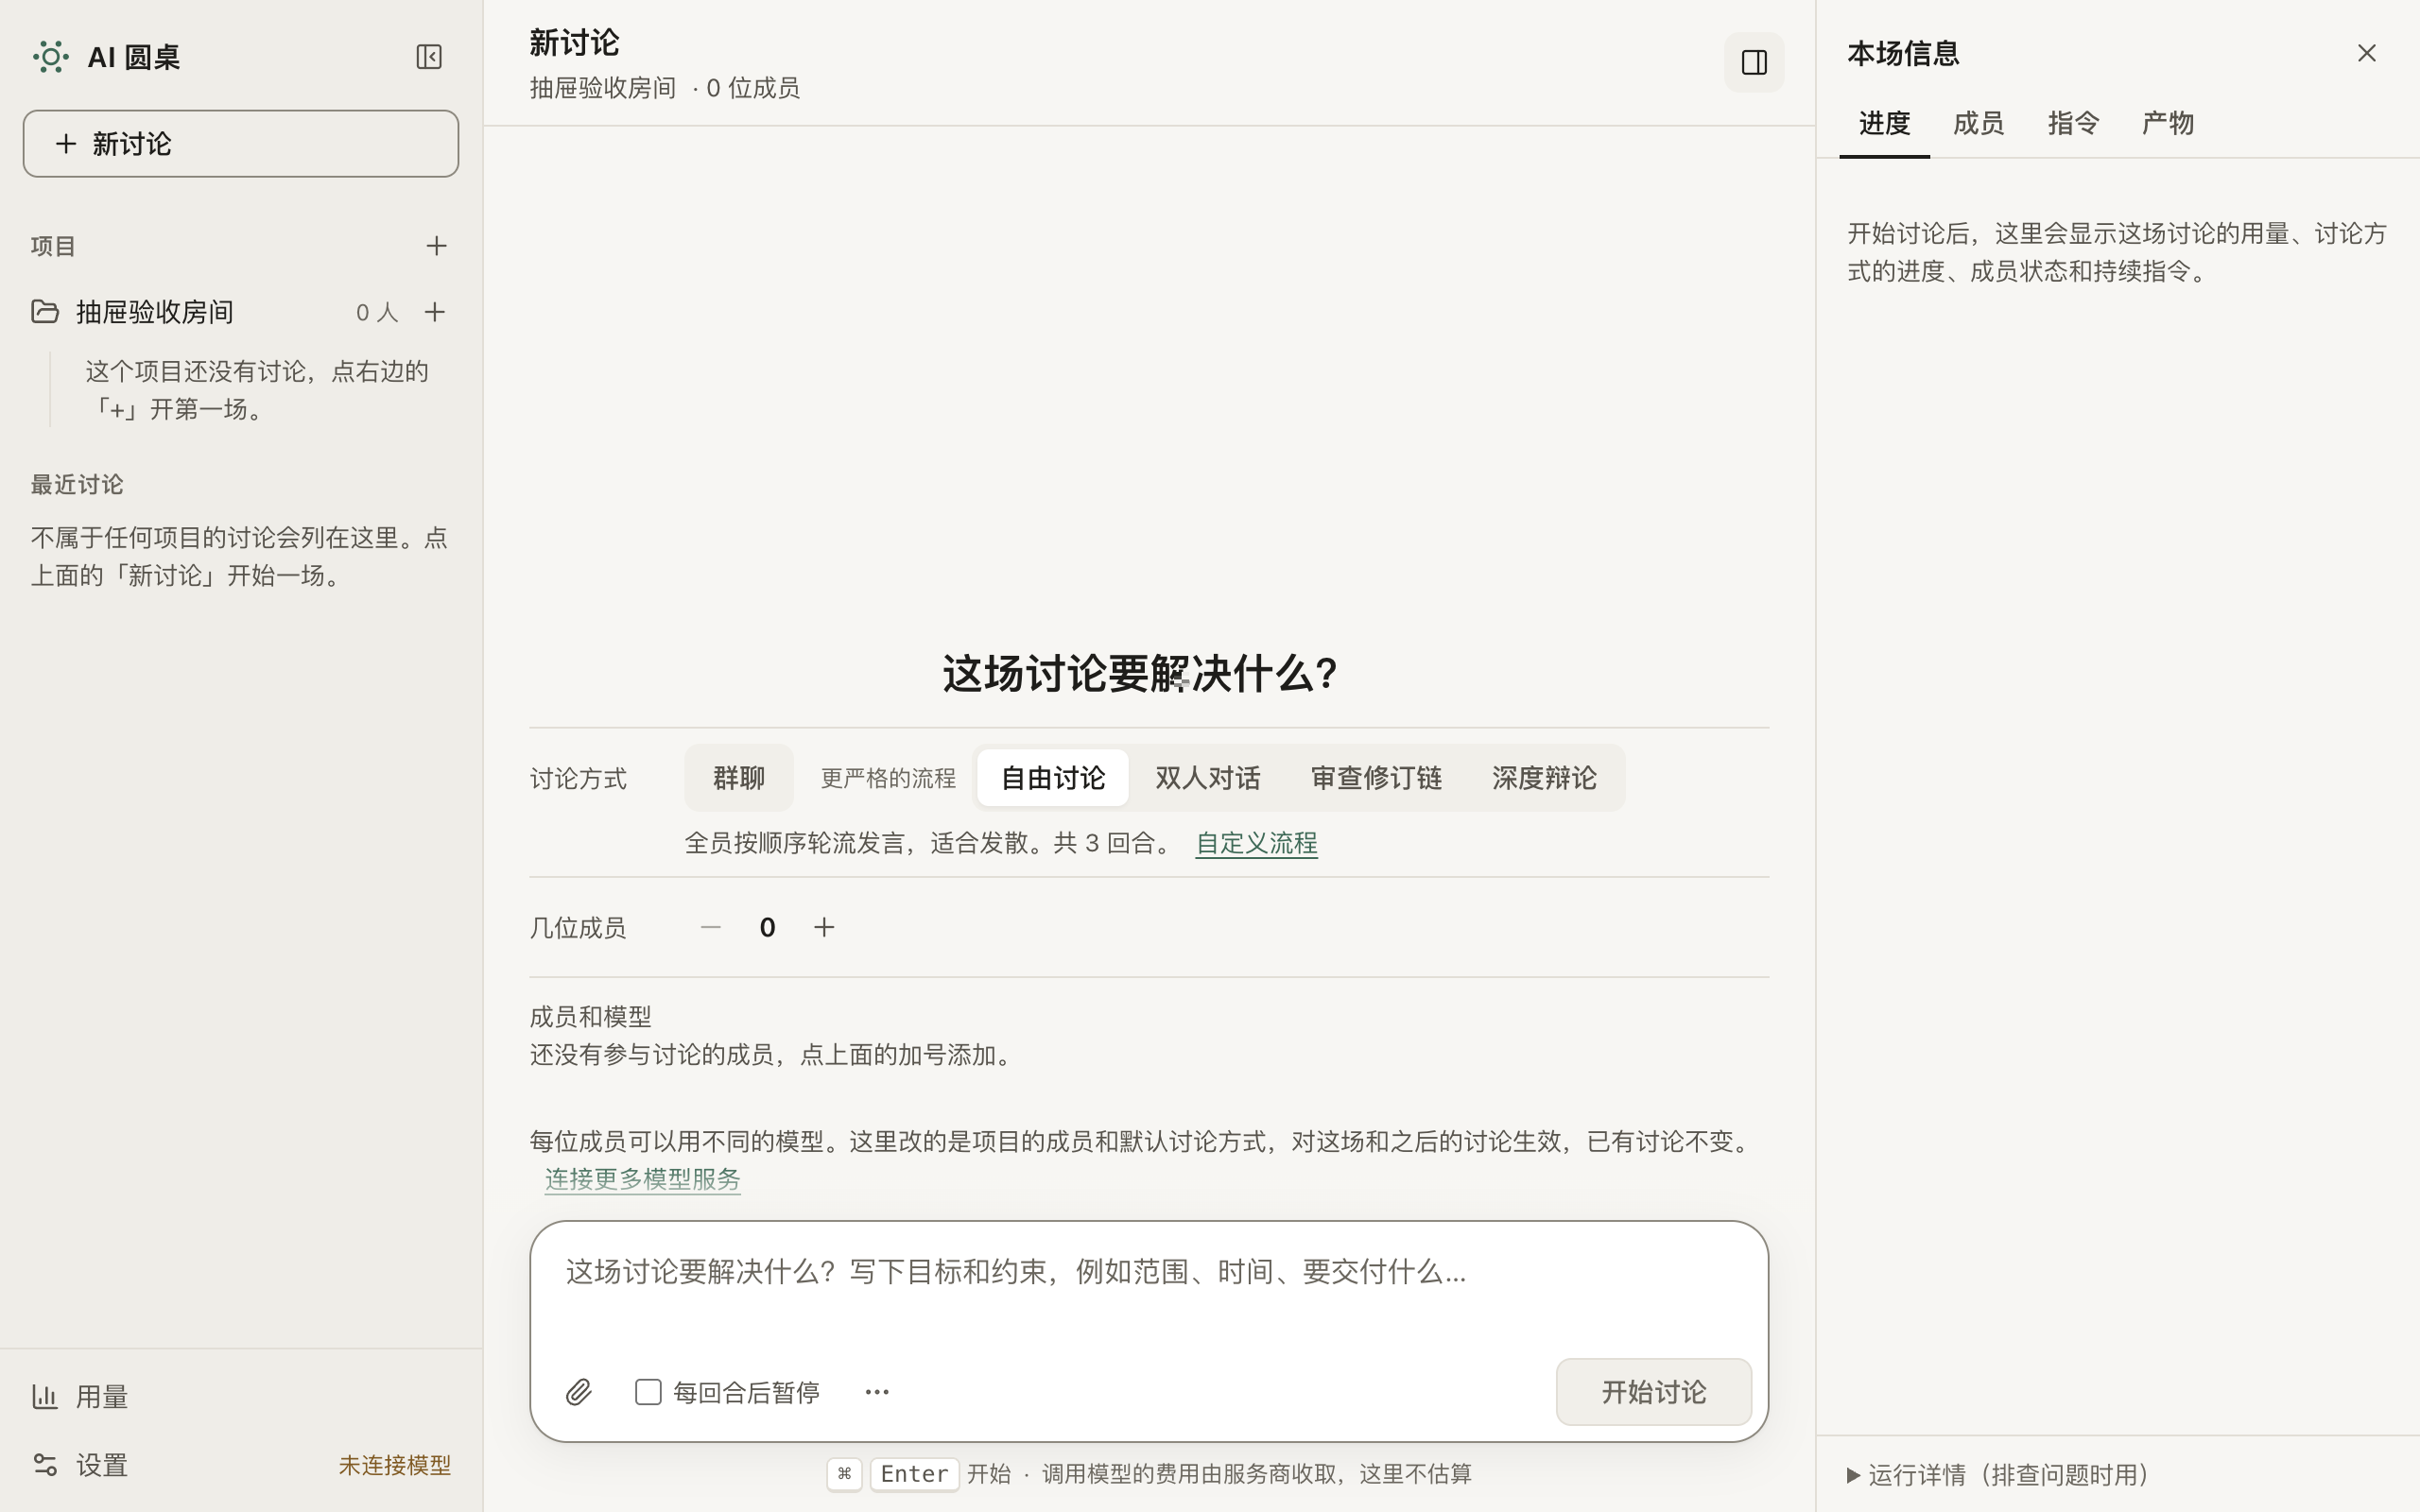 AI 圆桌
新讨论
项目
抽屉验收房间 0 人
这个项目还没有讨论，点右边的
「+」开第一场。
最近讨论
不属于任何项目的讨论会列在这里。点
上面的「新讨论」开始一场。
用量
设置 未连接模型
新讨论
抽屉验收房间 · 0 位成员
这场讨论要解决什么？
讨论方式 群聊 更严格的流程 自由讨论 双人对话 审查修订链 深度辩论
全员按顺序轮流发言，适合发散。共 3 回合。 自定义流程
几位成员 0
成员和模型
还没有参与讨论的成员，点上面的加号添加。
每位成员可以用不同的模型。这里改的是项目的成员和默认讨论方式，对这场和之后的讨论生效，已有讨论不变。
连接更多模型服务
这场讨论要解决什么？写下目标和约束，例如范围、时间、要交付什么…
每回合后暂停 开始讨论
⌘ Enter 开始 · 调用模型的费用由服务商收取，这里不估算
本场信息
进度 成员 指令 产物
开始讨论后，这里会显示这场讨论的用量、讨论方
式的进度、成员状态和持续指令。
运行详情（排查问题时用）